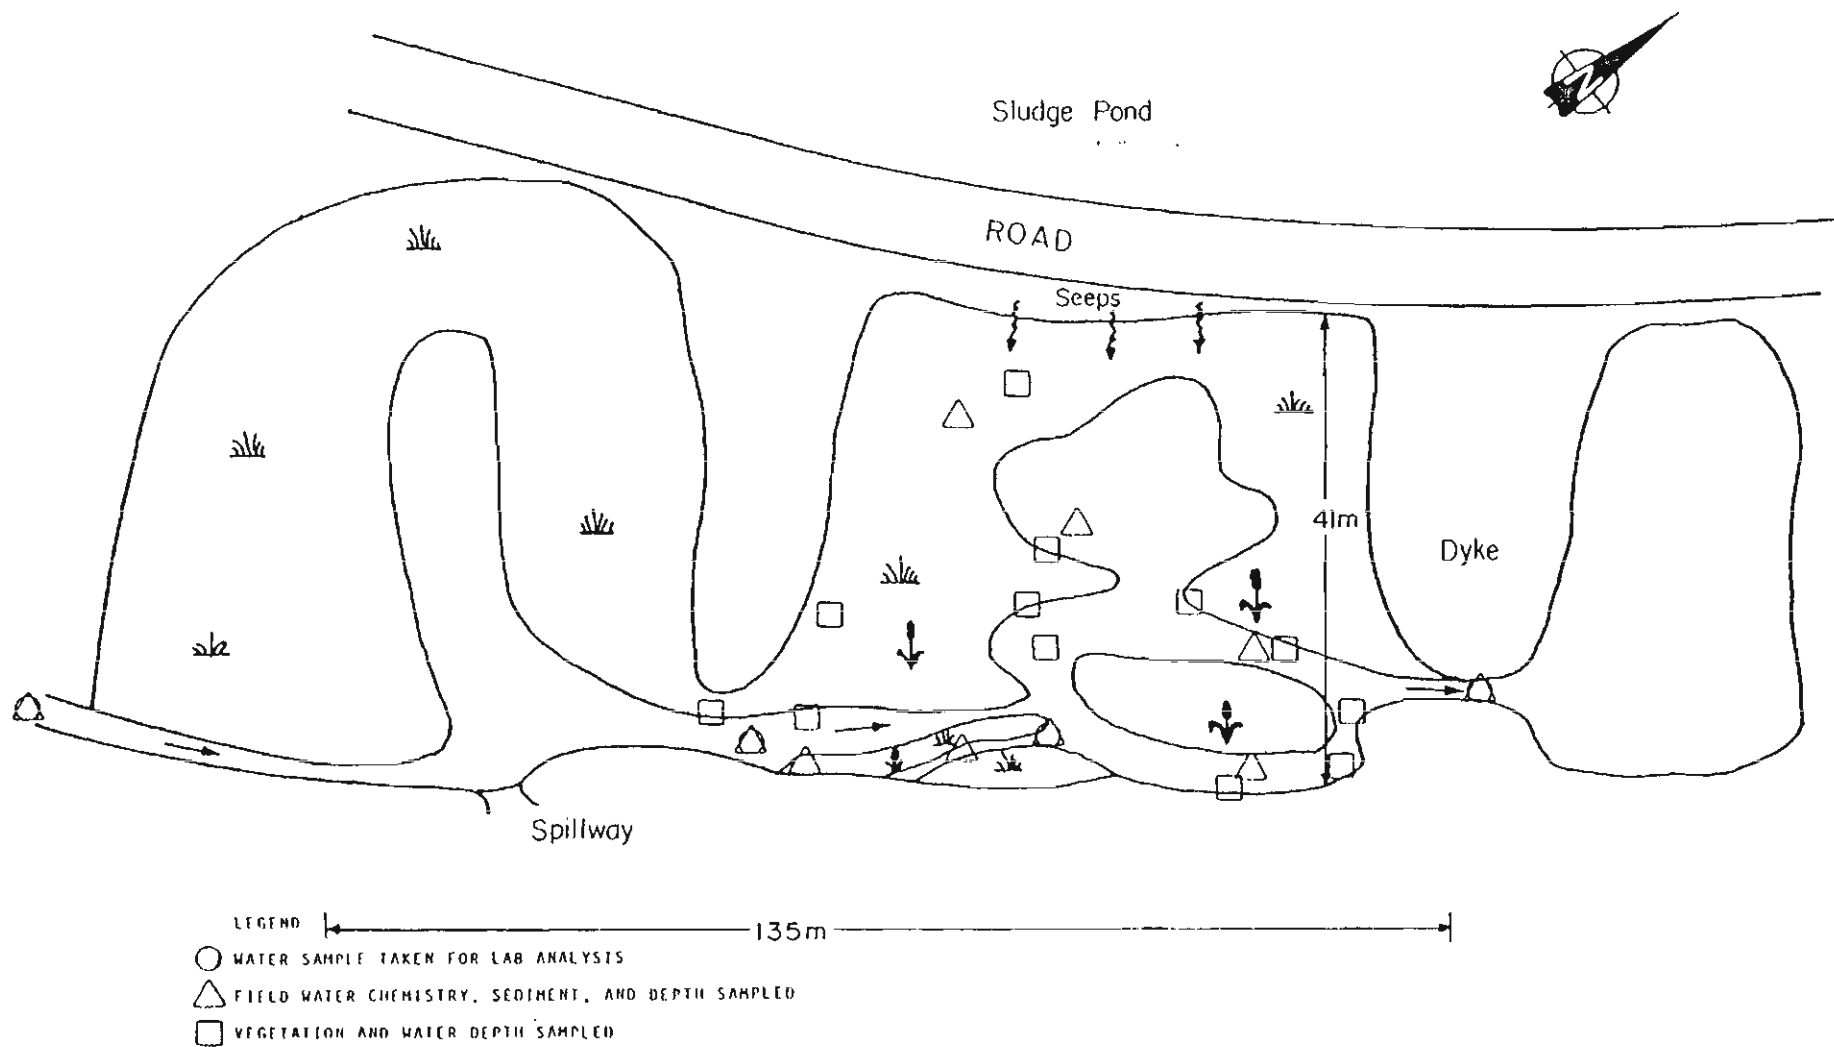 N
Sludge Pond
ROAD
Seeps
41m
Dyke
Spillway
135m
LEGEND
WATER SAMPLE TAKEN FOR LAB ANALYSIS
FIELD WATER CHEMISTRY, SEDIMENT, AND DEPTH SAMPLED
VEGETATION AND WATER DEPTH SAMPLED